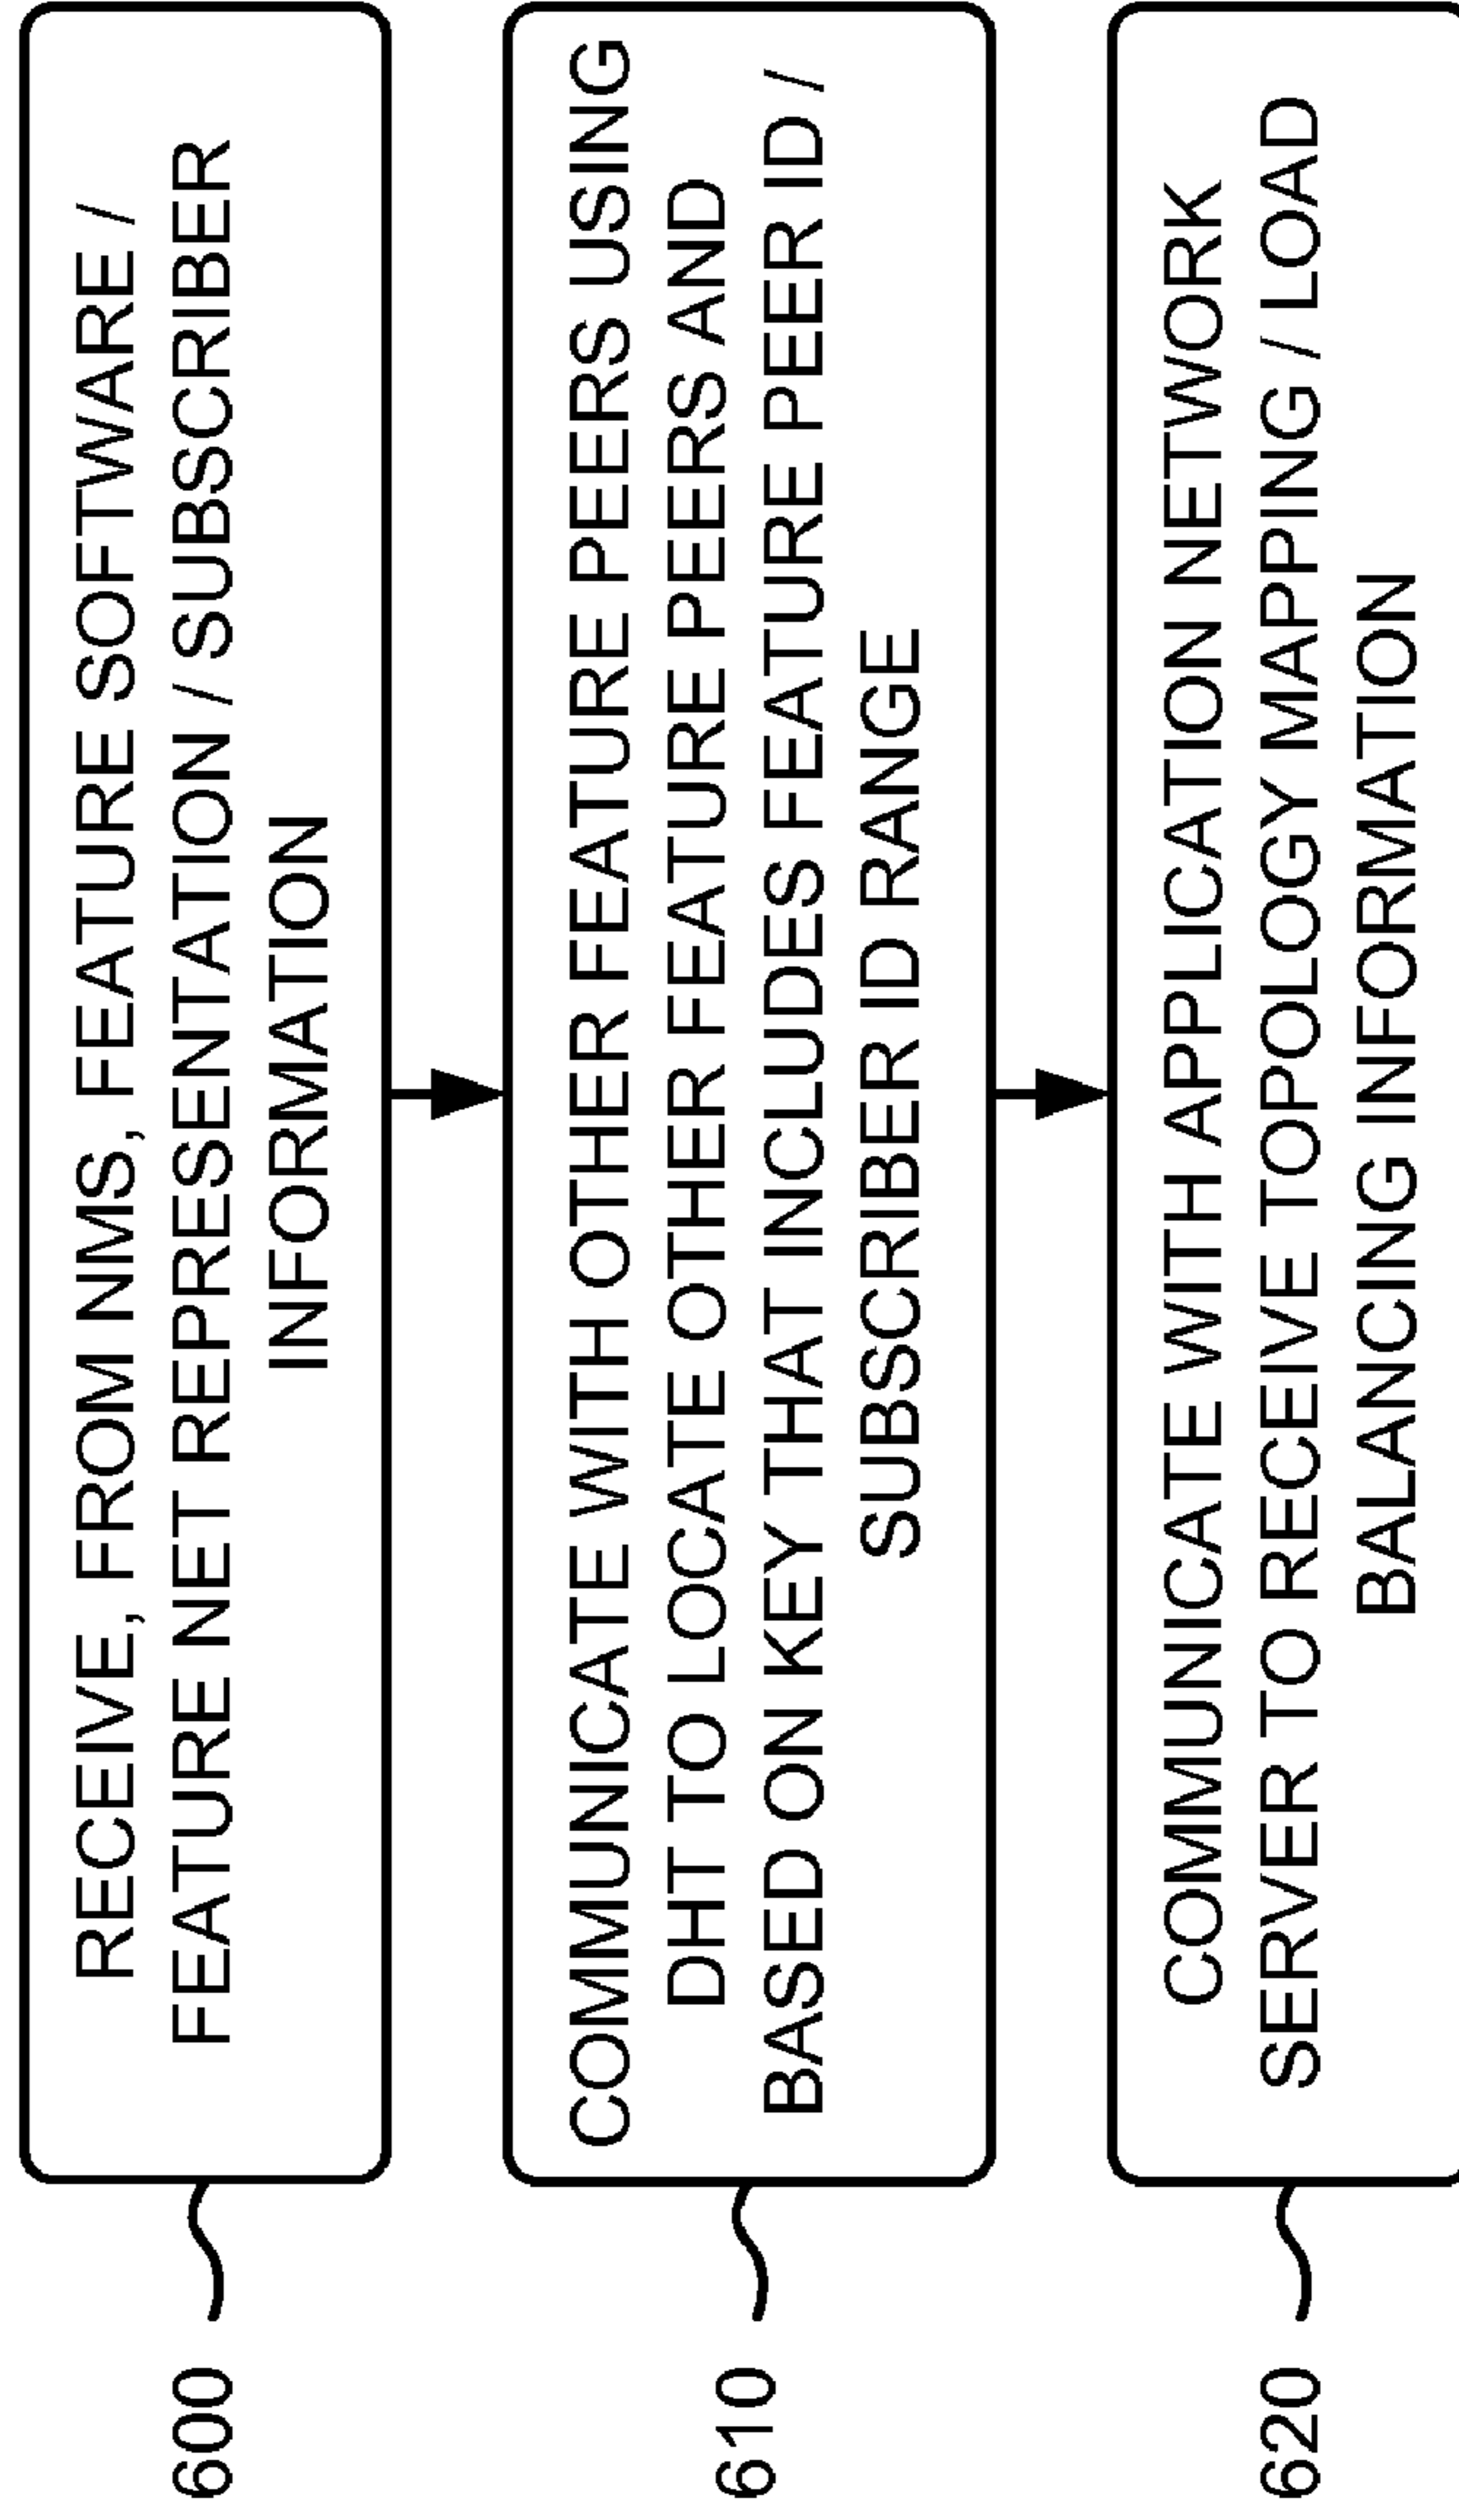 600
RECEIVE, FROM NMS, FEATURE SOFTWARE /
FEATURE NET REPRESENTATION / SUBSCRIBER
INFORMATION
610
COMMUNICATE WITH OTHER FEATURE PEERS USING
DHT TO LOCATE OTHER FEATURE PEERS AND
BASED ON KEY THAT INCLUDES FEATURE PEER ID /
SUBSCRIBER ID RANGE
620
COMMUNICATE WITH APPLICATION NETWORK
SERVER TO RECEIVE TOPOLOGY MAPPING / LOAD
BALANCING INFORMATION